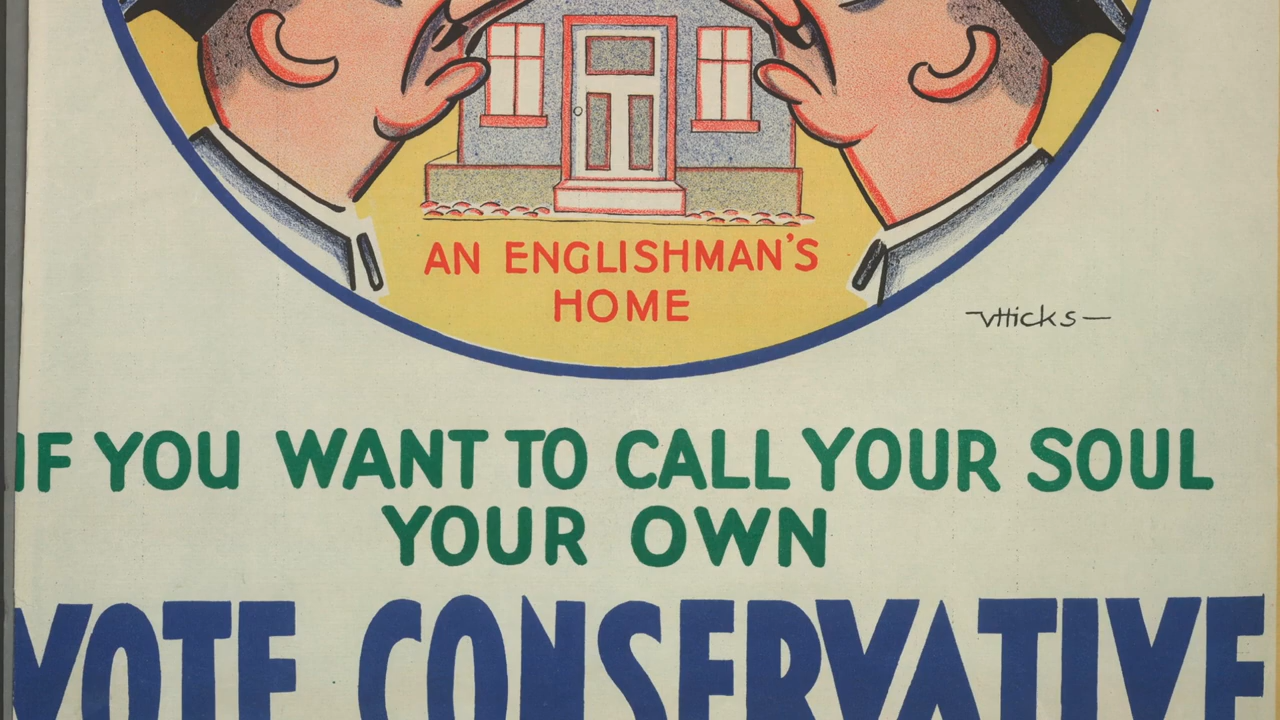 AN ENGLISHMAN'S
HOME
VHicks
IF YOU WANT TO CALL YOUR SOUL
YOUR OWN
VOTE CONSERVATIVE